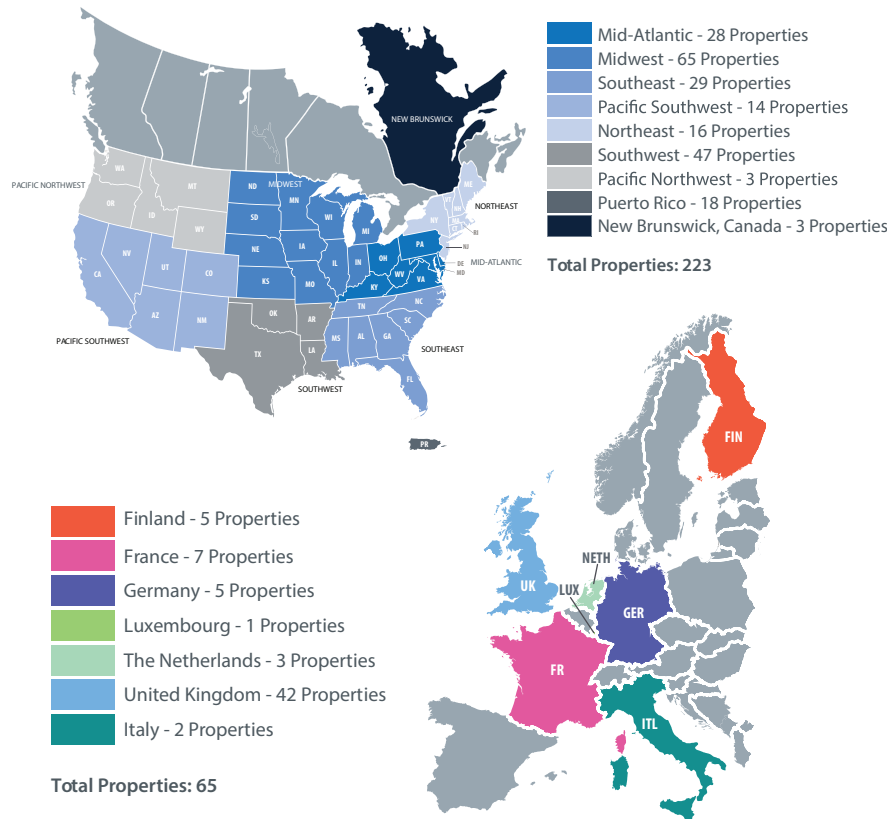 Mid-Atlantic - 28 Properties
Midwest - 65 Properties
Southeast - 29 Properties
Pacific Southwest - 14 Properties
Northeast - 16 Properties
Southwest - 47 Properties
Pacific Northwest - 3 Properties
Puerto Rico - 18 Properties
New Brunswick, Canada - 3 Properties
Total Properties: 223
NEW BRUNSWICK
PACIFIC NORTHWEST
MIDWEST
NORTHEAST
MID-ATLANTIC
PACIFIC SOUTHWEST
SOUTHEAST
SOUTHWEST
WA
OR
ID
MT
WY
ND
SD
NE
KS
MN
IA
MO
WI
IL
IN
MI
OH
KY
WV
VA
PA
NY
VT
NH
ME
MA
CT
RI
NJ
DE
MD
CA
NV
UT
CO
AZ
NM
OK
AR
TX
LA
TN
NC
SC
MS
AL
GA
FL
PR
Finland - 5 Properties
France - 7 Properties
Germany - 5 Properties
Luxembourg - 1 Properties
The Netherlands - 3 Properties
United Kingdom - 42 Properties
Italy - 2 Properties
Total Properties: 65
FIN
NETH
LUX
UK
GER
FR
ITL